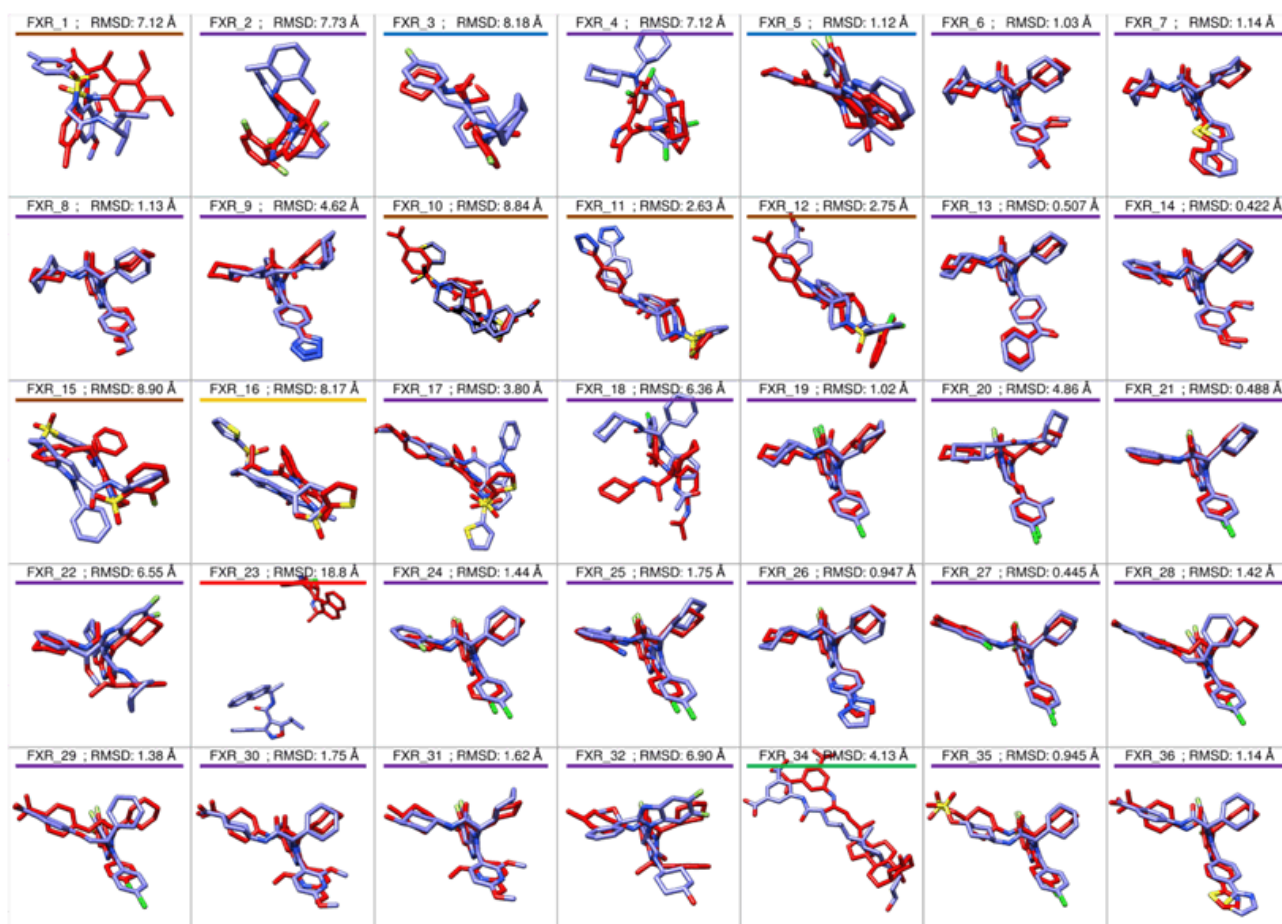 FXR_1 ; RMSD: 7.12 Å
FXR_2 ; RMSD: 7.73 Å
FXR_3 ; RMSD: 8.18 Å
FXR_4 ; RMSD: 7.12 Å
FXR_5 ; RMSD: 1.12 Å
FXR_6 ; RMSD: 1.03 Å
FXR_7 ; RMSD: 1.14 Å
FXR_8 ; RMSD: 1.13 Å
FXR_9 ; RMSD: 4.62 Å
FXR_10 ; RMSD: 8.84 Å
FXR_11 ; RMSD: 2.63 Å
FXR_12 ; RMSD: 2.75 Å
FXR_13 ; RMSD: 0.507 Å
FXR_14 ; RMSD: 0.422 Å
FXR_15 ; RMSD: 8.90 Å
FXR_16 ; RMSD: 8.17 Å
FXR_17 ; RMSD: 3.80 Å
FXR_18 ; RMSD: 6.36 Å
FXR_19 ; RMSD: 1.02 Å
FXR_20 ; RMSD: 4.86 Å
FXR_21 ; RMSD: 0.488 Å
FXR_22 ; RMSD: 6.55 Å
FXR_23 ; RMSD: 18.8 Å
FXR_24 ; RMSD: 1.44 Å
FXR_25 ; RMSD: 1.75 Å
FXR_26 ; RMSD: 0.947 Å
FXR_27 ; RMSD: 0.445 Å
FXR_28 ; RMSD: 1.42 Å
FXR_29 ; RMSD: 1.38 Å
FXR_30 ; RMSD: 1.75 Å
FXR_31 ; RMSD: 1.62 Å
FXR_32 ; RMSD: 6.90 Å
FXR_34 ; RMSD: 4.13 Å
FXR_35 ; RMSD: 0.945 Å
FXR_36 ; RMSD: 1.14 Å